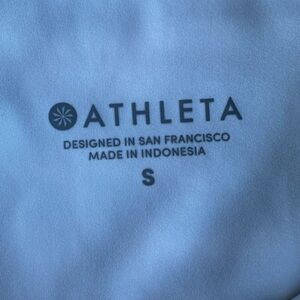 ATHLETA
DESIGNED IN SAN FRANCISCO
MADE IN INDONESIA
S